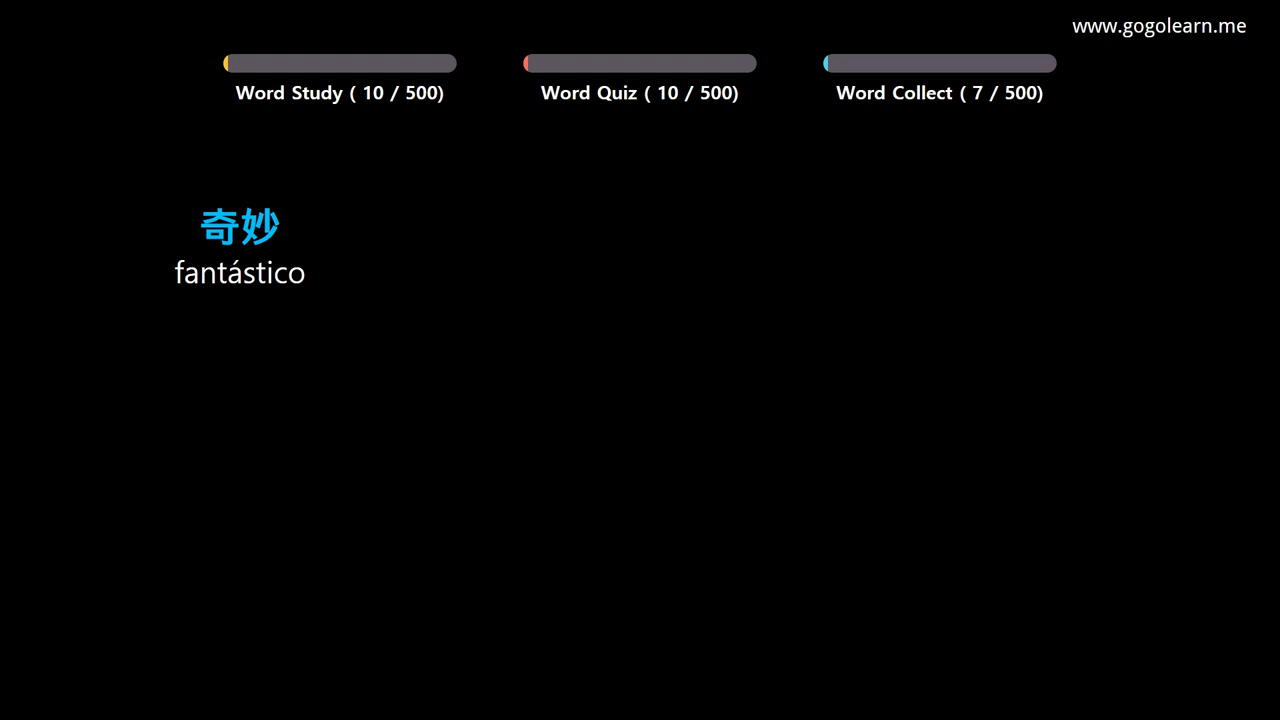 www.gogolearn.me
Word Study ( 10 / 500)
Word Quiz ( 10 / 500)
Word Collect ( 7 / 500)
奇妙
fantástico